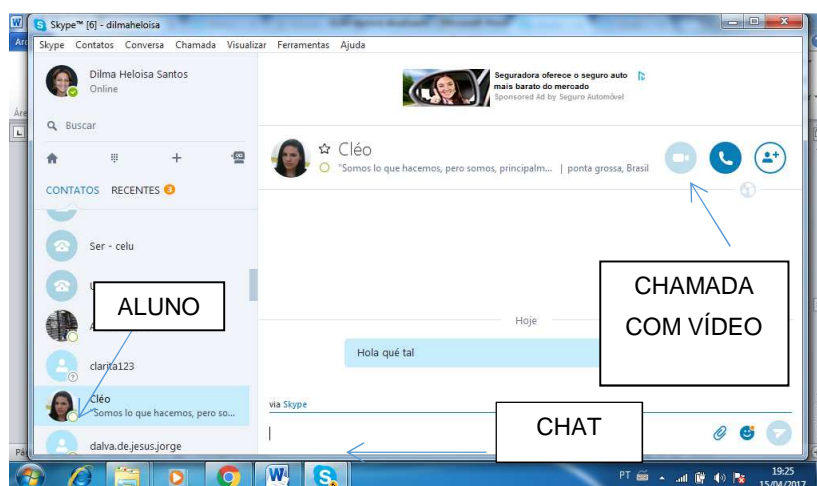 Skype™ [6] - dilmaheloisa
Skype Contatos Conversa Chamada Visualizar Ferramentas Ajuda
Dilma Heloisa Santos
Online
Buscar
CONTATOS RECENTES 3
Ser - celu
ALUNO
clarita123
Cléo
"Somos lo que hacemos, pero so...
dalva.de.jesus.jorge
Seguradora oferece o seguro auto
mais barato do mercado
Sponsored Ad by Seguro Automóvel
Cléo
"Somos lo que hacemos, pero somos, principalm... | ponta grossa, Brasil
CHAMADA
COM VÍDEO
Hoje
Hola qué tal
via Skype
CHAT
PT
19:25
15/04/2017